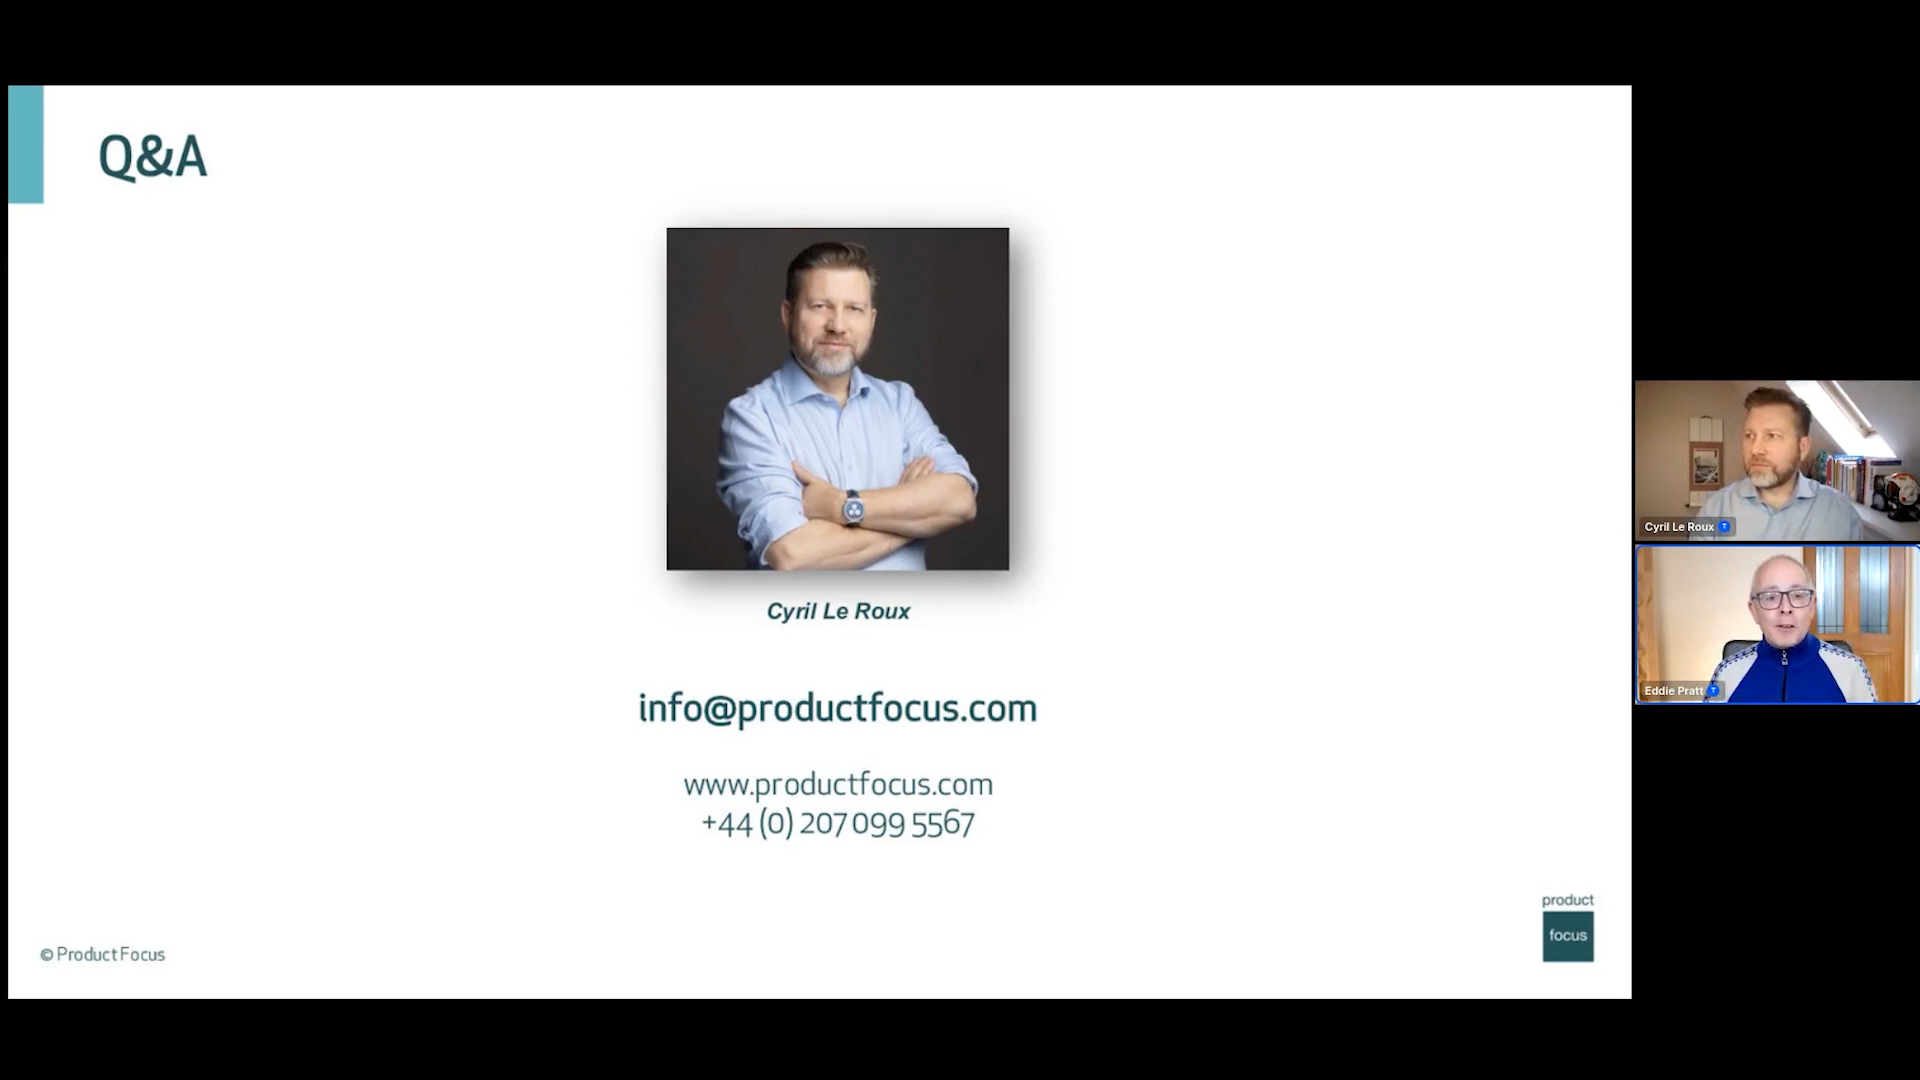 Q&A
Cyril Le Roux
info@productfocus.com
www.productfocus.com
+44 (0) 207 099 5567
© Product Focus
product
focus
Cyril Le Roux T
Eddie Pratt T